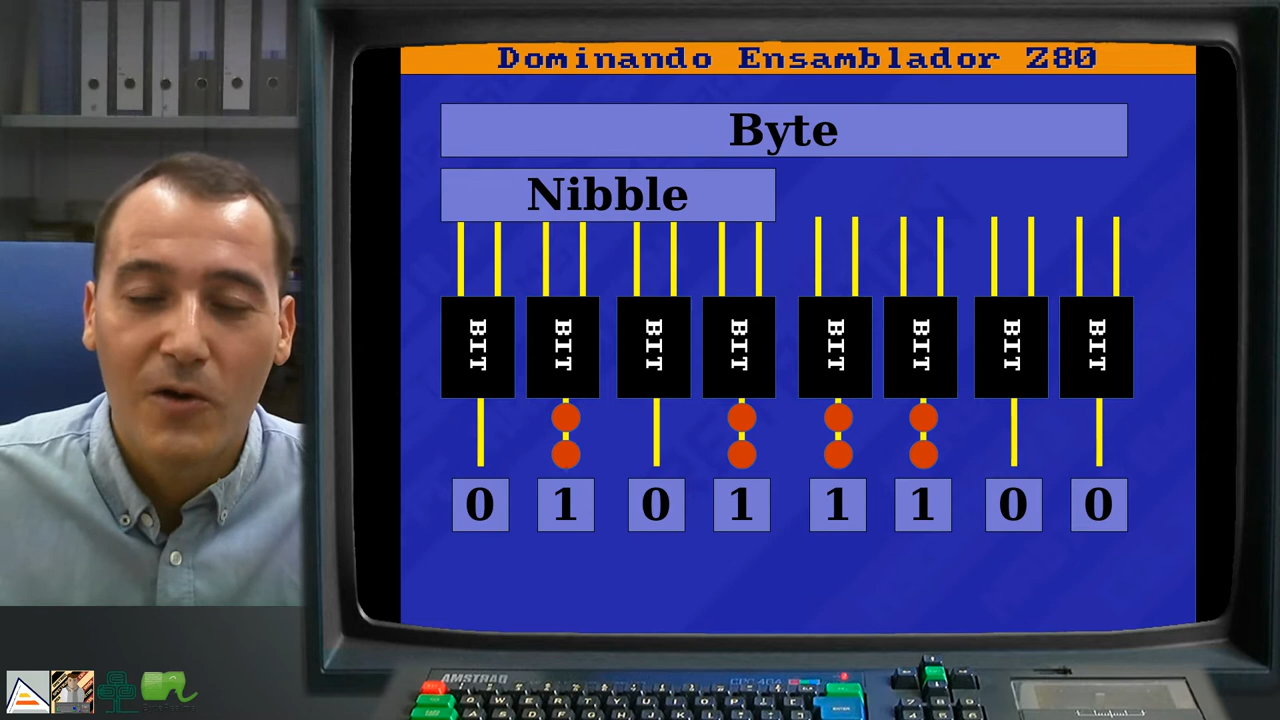 Dominando Ensamblador Z80
Byte
Nibble
BIT BIT BIT BIT BIT BIT BIT BIT
0 1 0 1 1 1 0 0
AMSTRAD